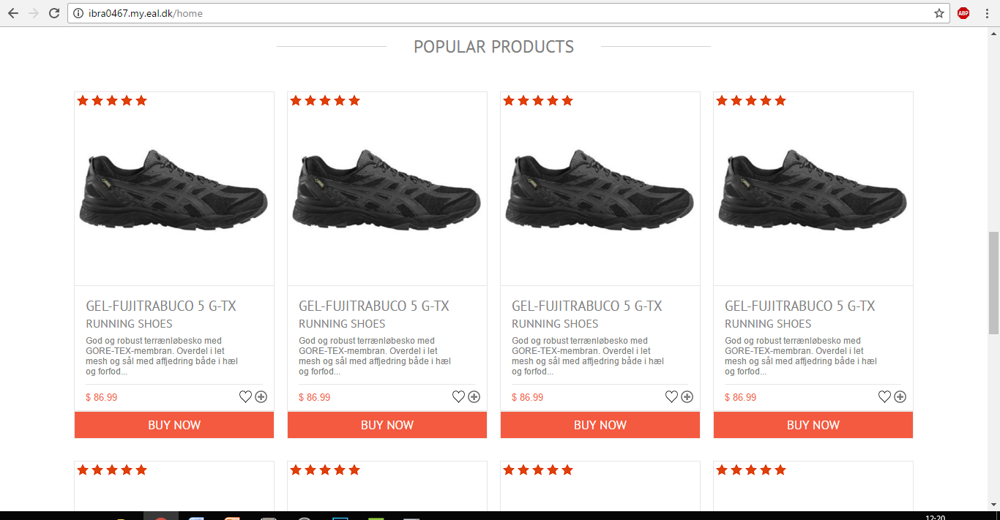 ibra0467.my.eal.dk/home
ABP
POPULAR PRODUCTS
GEL-FUJITRABUCO 5 G-TX
RUNNING SHOES
God og robust terrænløbesko med
GORE-TEX-membran. Overdel i let
mesh og sål med affjedring både i hæl
og forfod...
$ 86.99
BUY NOW
GEL-FUJITRABUCO 5 G-TX
RUNNING SHOES
God og robust terrænløbesko med
GORE-TEX-membran. Overdel i let
mesh og sål med affjedring både i hæl
og forfod...
$ 86.99
BUY NOW
GEL-FUJITRABUCO 5 G-TX
RUNNING SHOES
God og robust terrænløbesko med
GORE-TEX-membran. Overdel i let
mesh og sål med affjedring både i hæl
og forfod...
$ 86.99
BUY NOW
GEL-FUJITRABUCO 5 G-TX
RUNNING SHOES
God og robust terrænløbesko med
GORE-TEX-membran. Overdel i let
mesh og sål med affjedring både i hæl
og forfod...
$ 86.99
BUY NOW
12:20